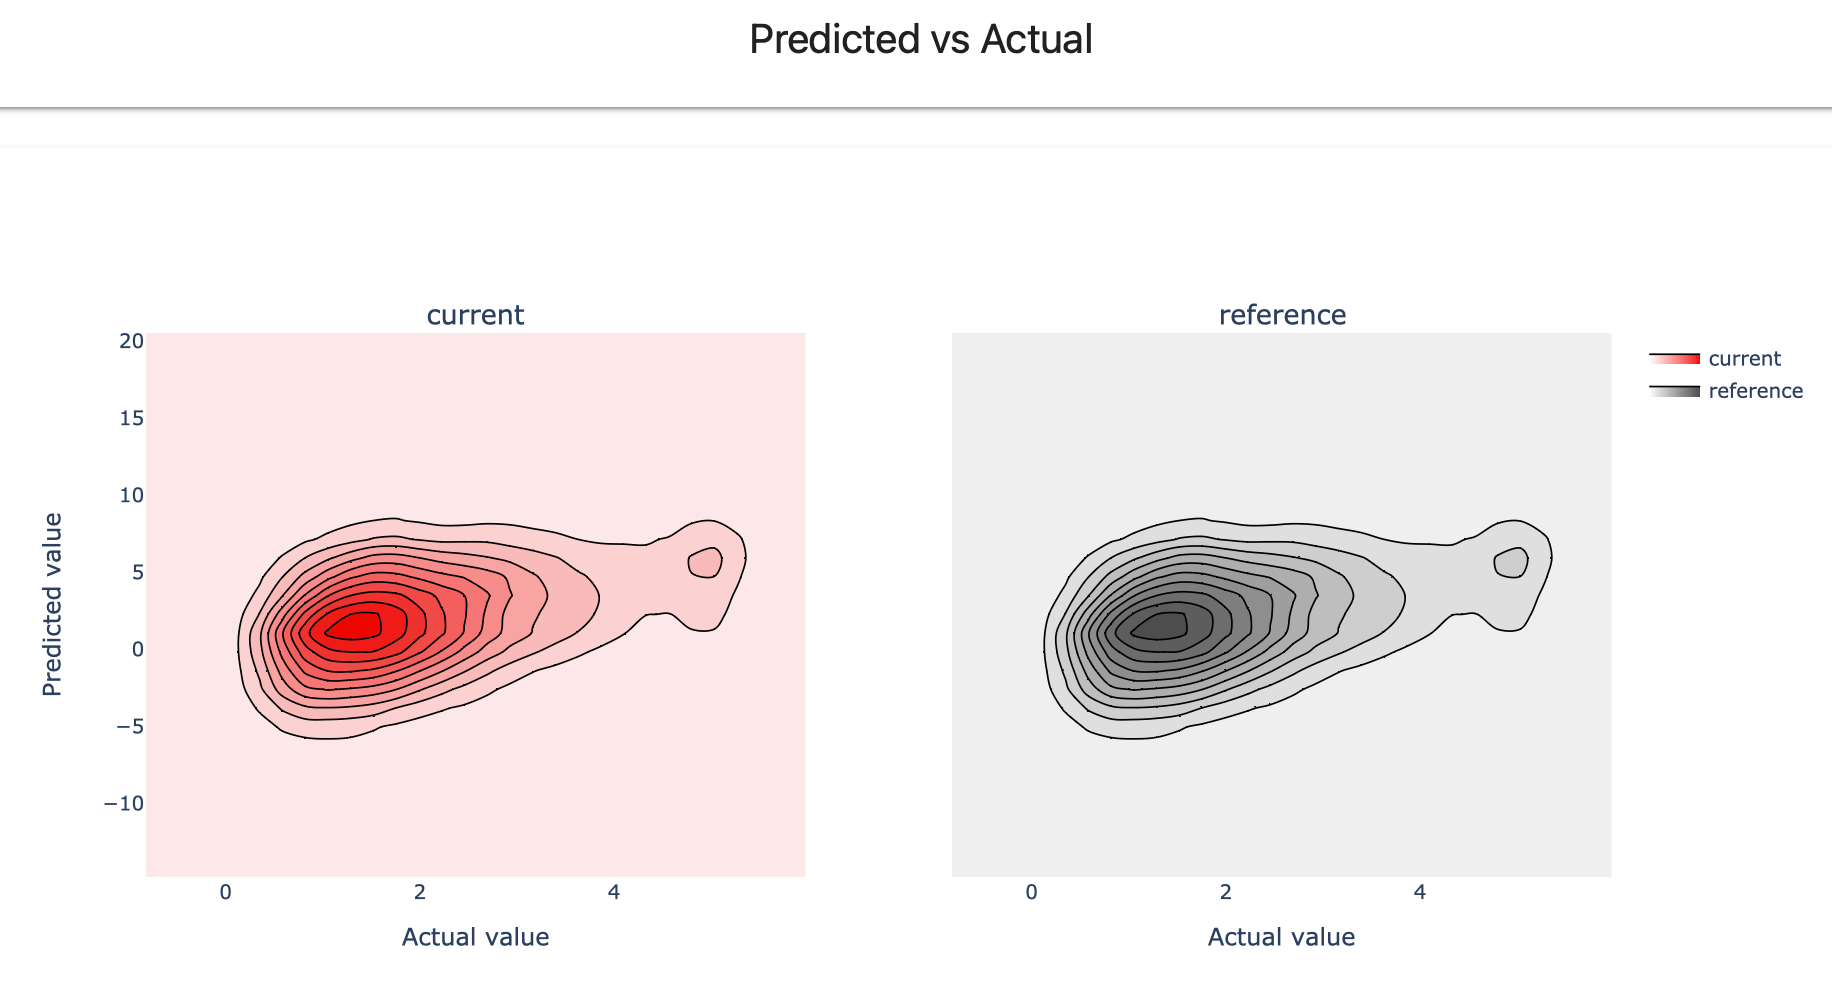 Predicted vs Actual
current
reference
20
15
10
5
0
−5
−10
Predicted value
0
2
4
0
2
4
Actual value
Actual value
current
reference